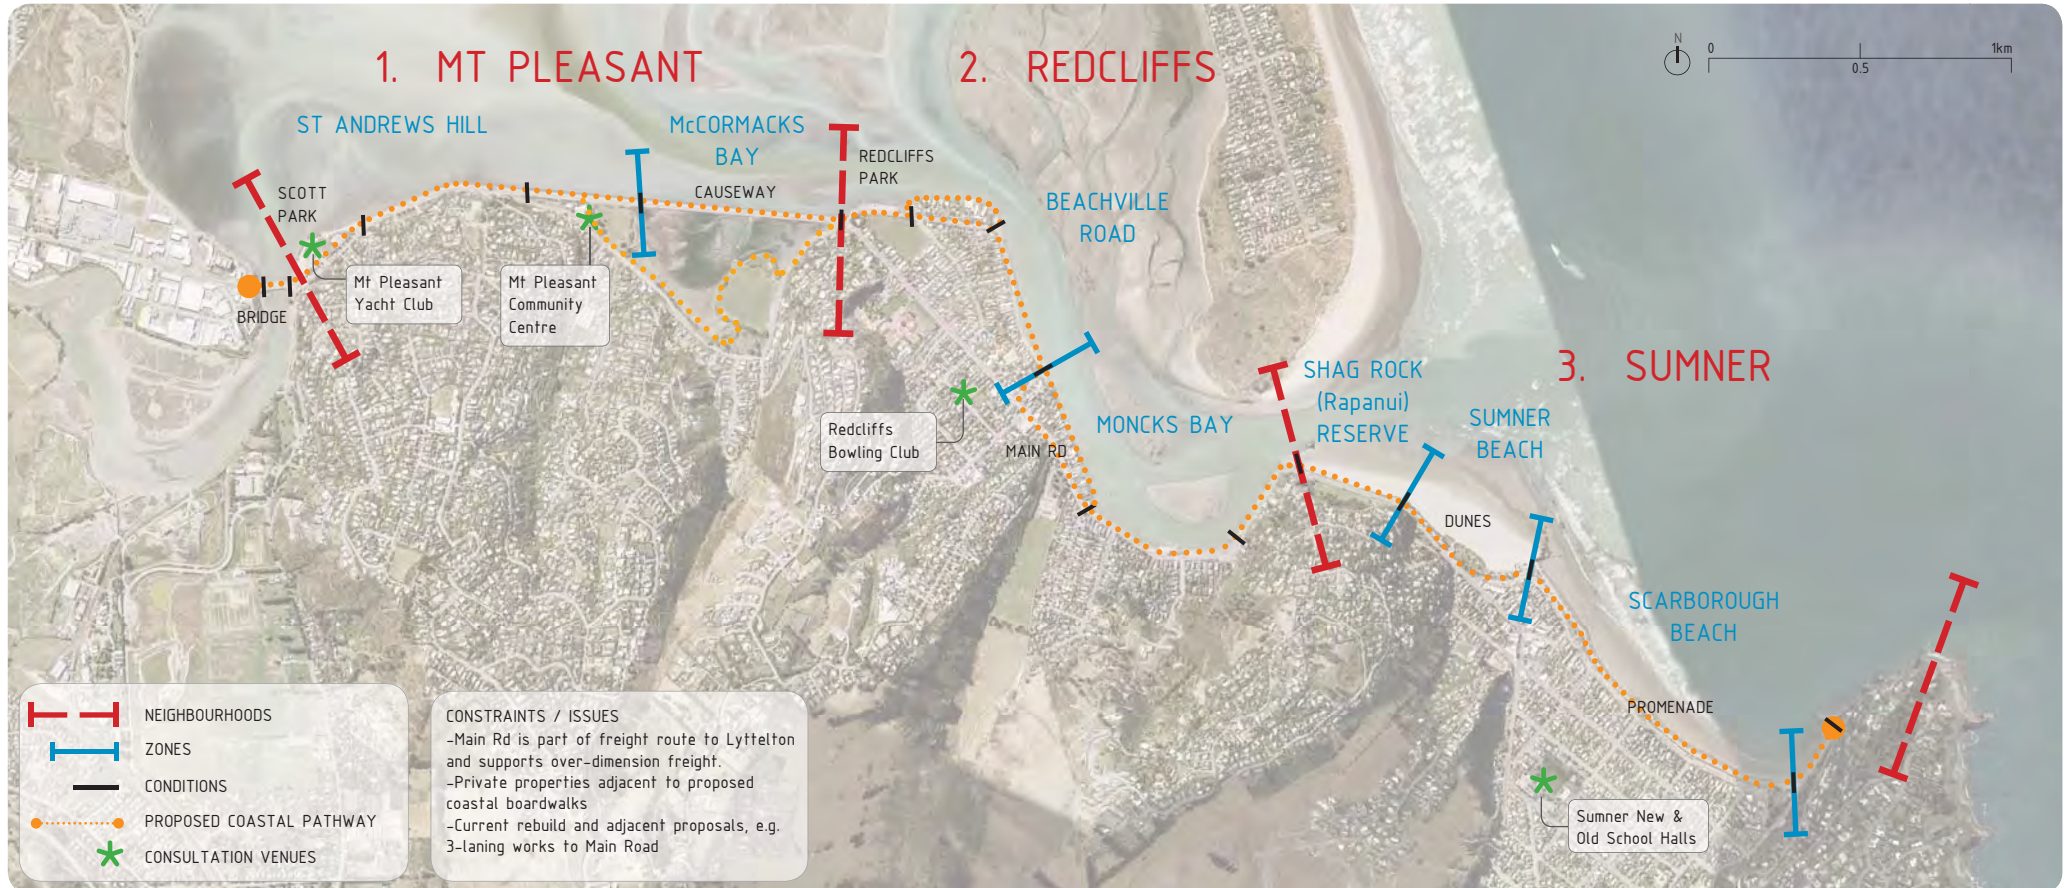 1. MT PLEASANT
2. REDCLIFFS
N
0
1km
0.5
ST ANDREWS HILL
McCORMACKS
BAY
REDCLIFFS
PARK
SCOTT
PARK
CAUSEWAY
BEACHVILLE
ROAD
Mt Pleasant
Yacht Club
Mt Pleasant
Community
Centre
BRIDGE
3. SUMNER
SHAG ROCK
(Rapanui)
RESERVE
SUMNER
BEACH
MONCKS BAY
Redcliffs
Bowling Club
MAIN RD
DUNES
SCARBOROUGH
BEACH
PROMENADE
Sumner New &
Old School Halls
NEIGHBOURHOODS
ZONES
CONDITIONS
PROPOSED COASTAL PATHWAY
CONSULTATION VENUES
CONSTRAINTS / ISSUES
-Main Rd is part of freight route to Lyttelton
and supports over-dimension freight.
-Private properties adjacent to proposed
coastal boardwalks
-Current rebuild and adjacent proposals, e.g.
3-laning works to Main Road